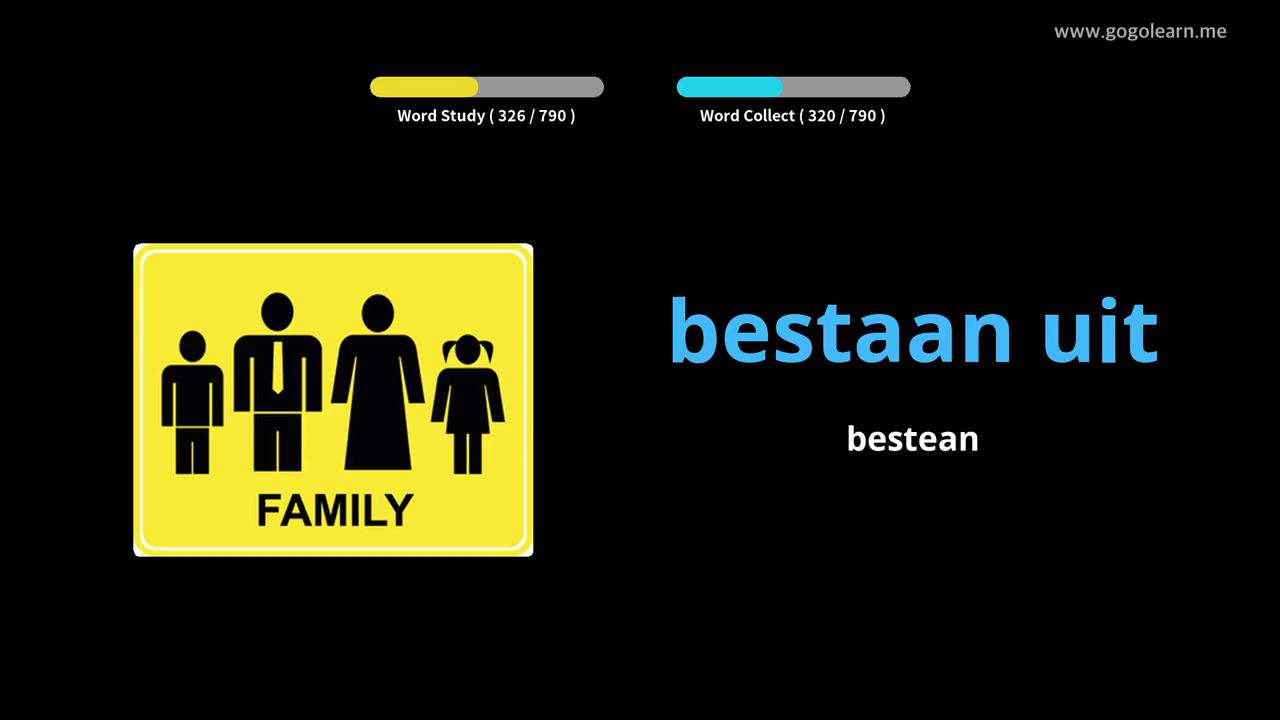 www.gogolearn.me
Word Study ( 326 / 790 )
Word Collect ( 320 / 790 )
bestaan uit
bestean
FAMILY